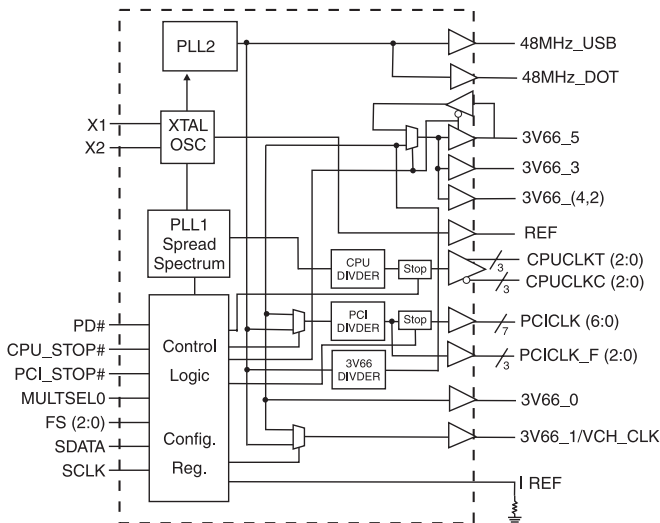 PLL2
48MHz_USB
48MHz_DOT
X1
X2
XTAL
OSC
3V66_5
3V66_3
3V66_(4,2)
REF
PLL1
Spread
Spectrum
CPU
DIVDER
Stop
3
CPUCLKT (2:0)
3
CPUCLKC (2:0)
PD#
CPU_STOP#
PCI_STOP#
MULTSEL0
FS (2:0)
SDATA
SCLK
Control
Logic
Config.
Reg.
PCI
DIVDER
Stop
7
PCICLK (6:0)
3V66
DIVDER
3
PCICLK_F (2:0)
3V66_0
3V66_1/VCH_CLK
I REF